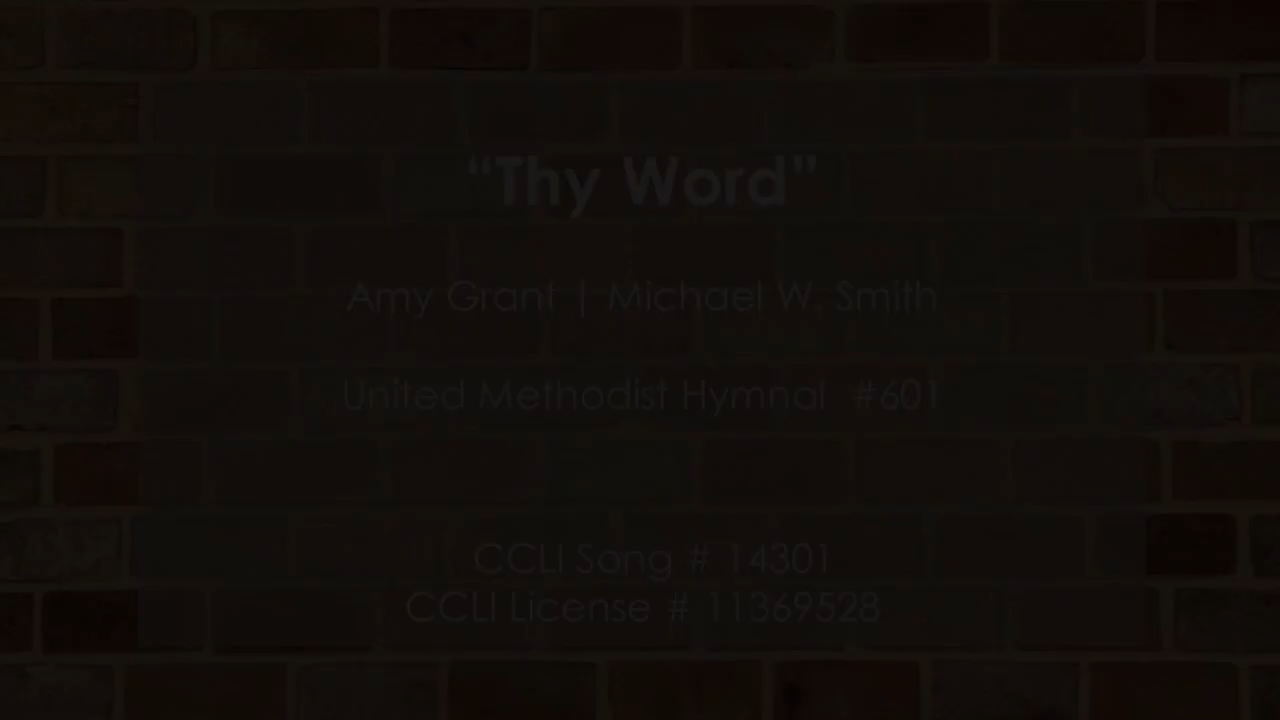 “Thy Word”
Amy Grant | Michael W. Smith
United Methodist Hymnal #601
CCLI Song # 14301
CCLI License # 11369528